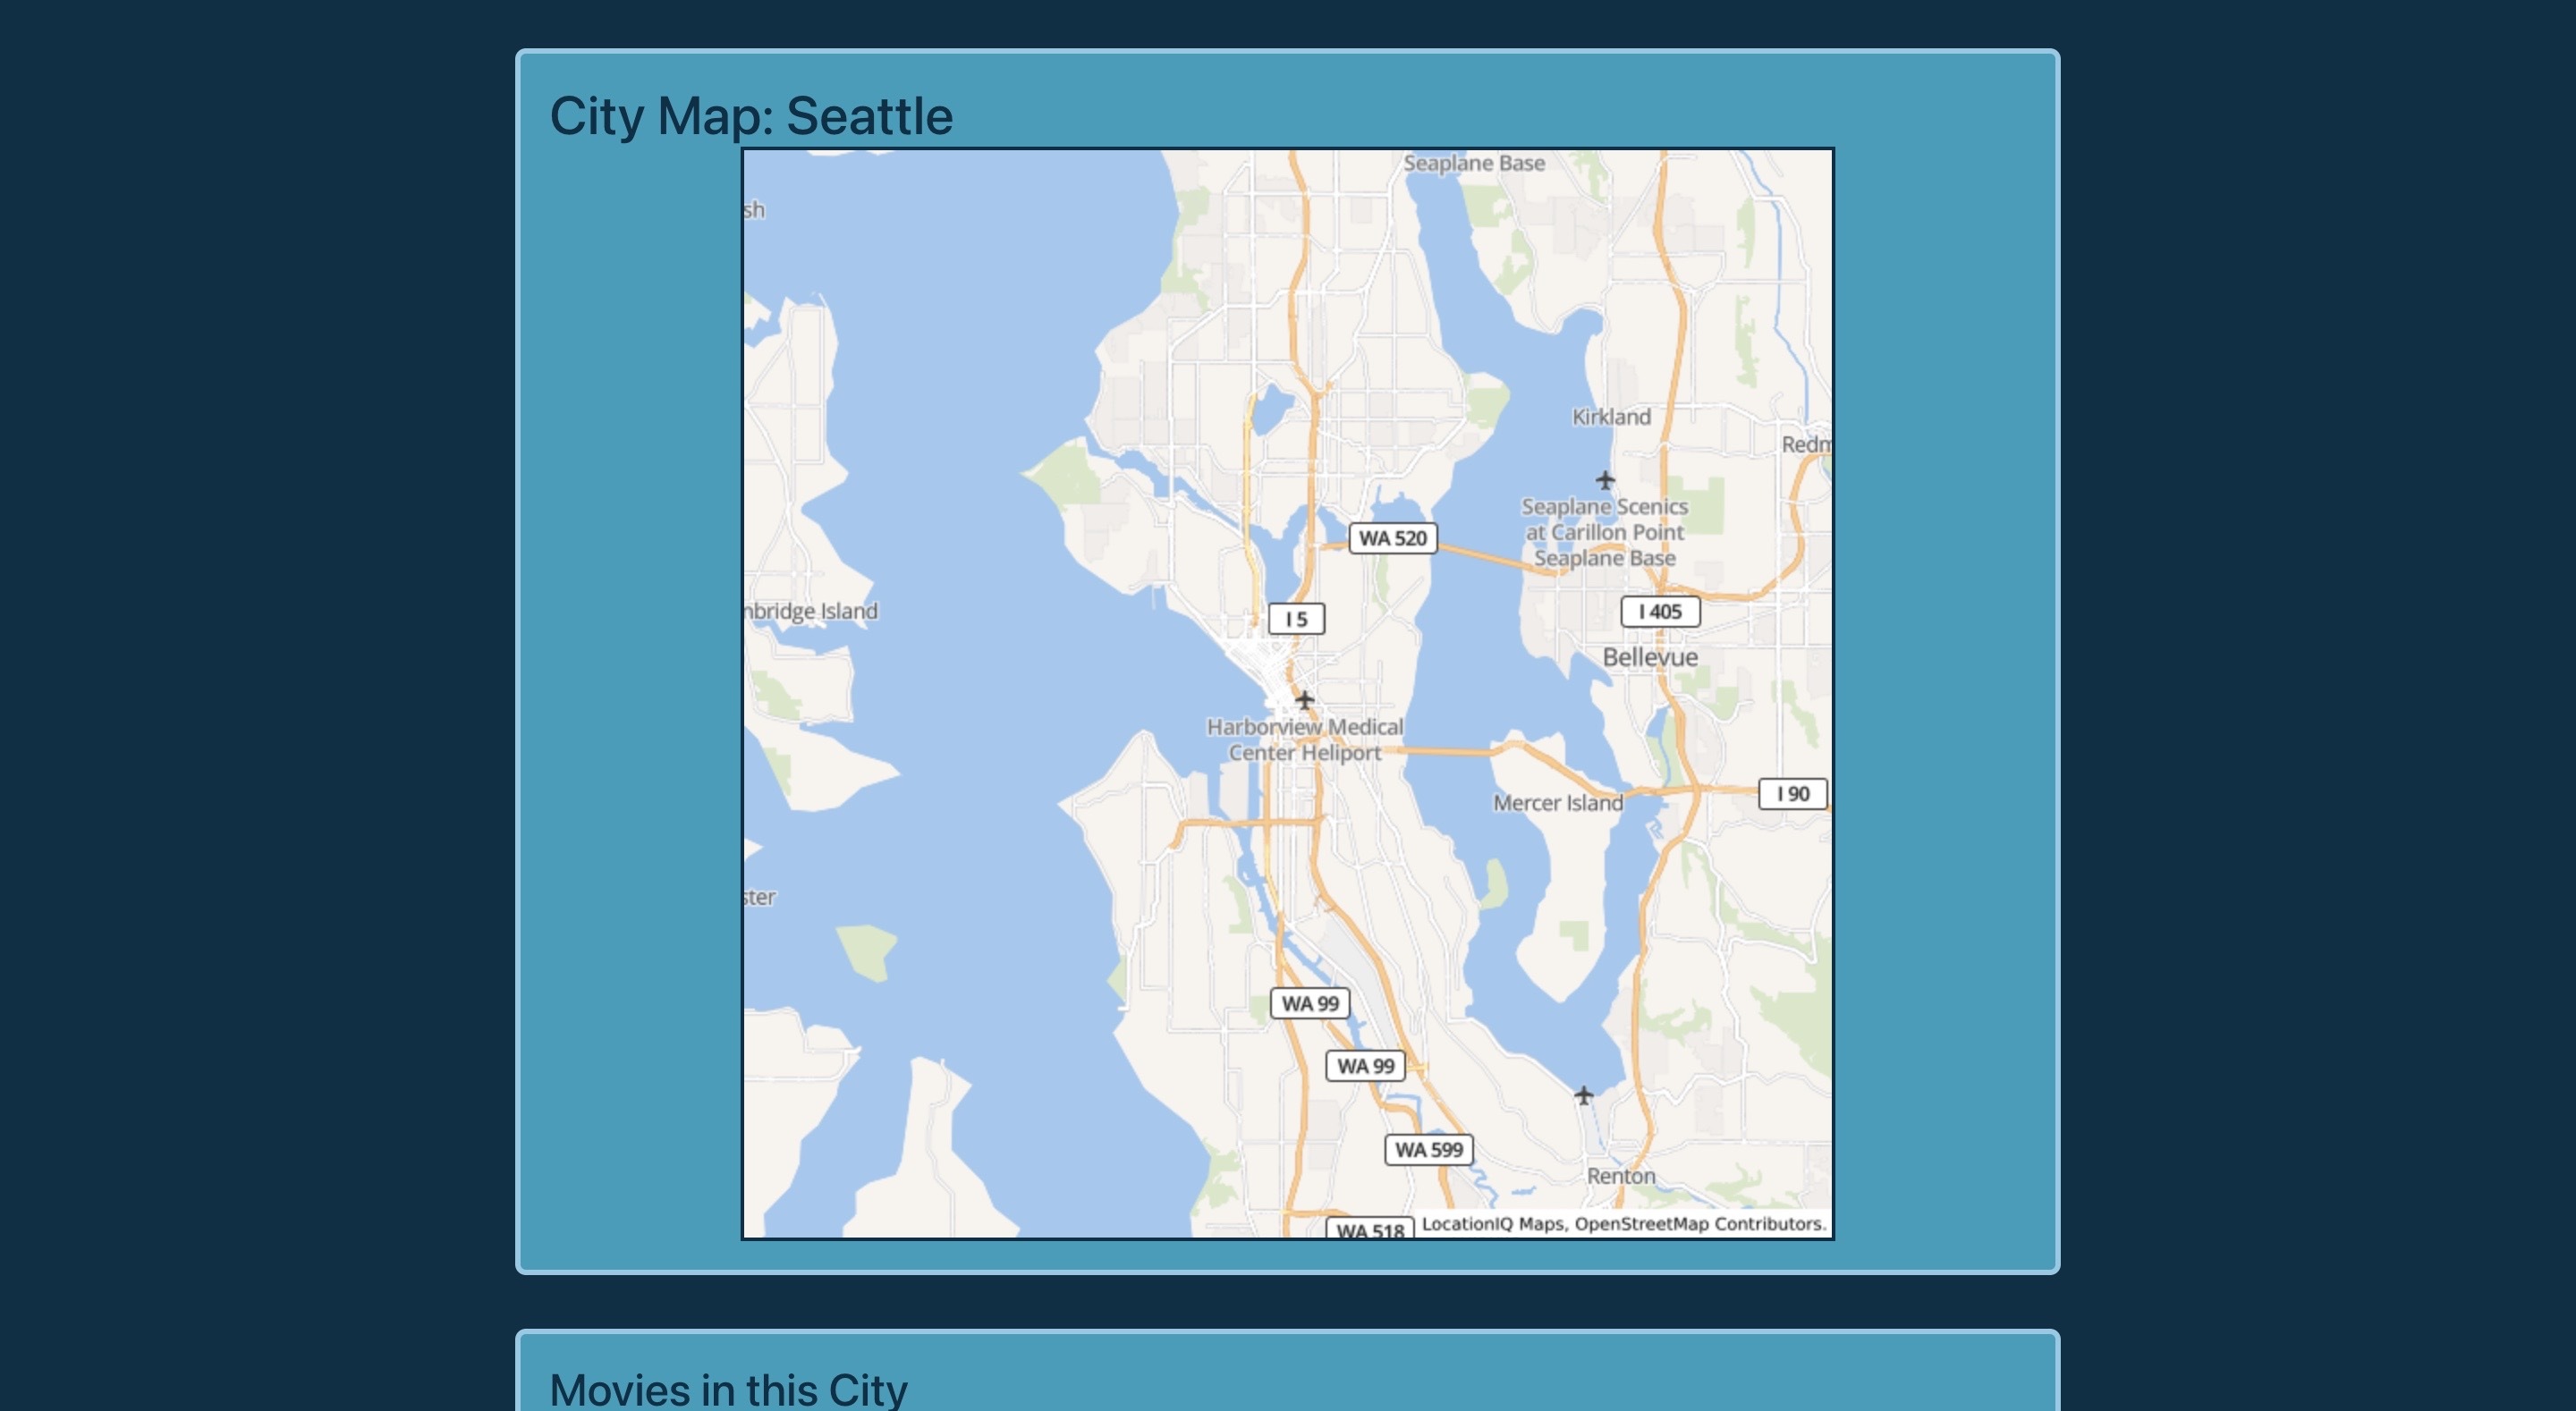 City Map: Seattle
Seaplane Base
sh
Kirkland
Redm
Seaplane Scenics
at Carillon Point
Seaplane Base
WA 520
nbridge Island
I 5
I 405
Bellevue
Harborview Medical
Center Heliport
Mercer Island
I 90
ster
WA 99
WA 99
WA 599
Renton
WA 518
LocationIQ Maps, OpenStreetMap Contributors.
Movies in this City